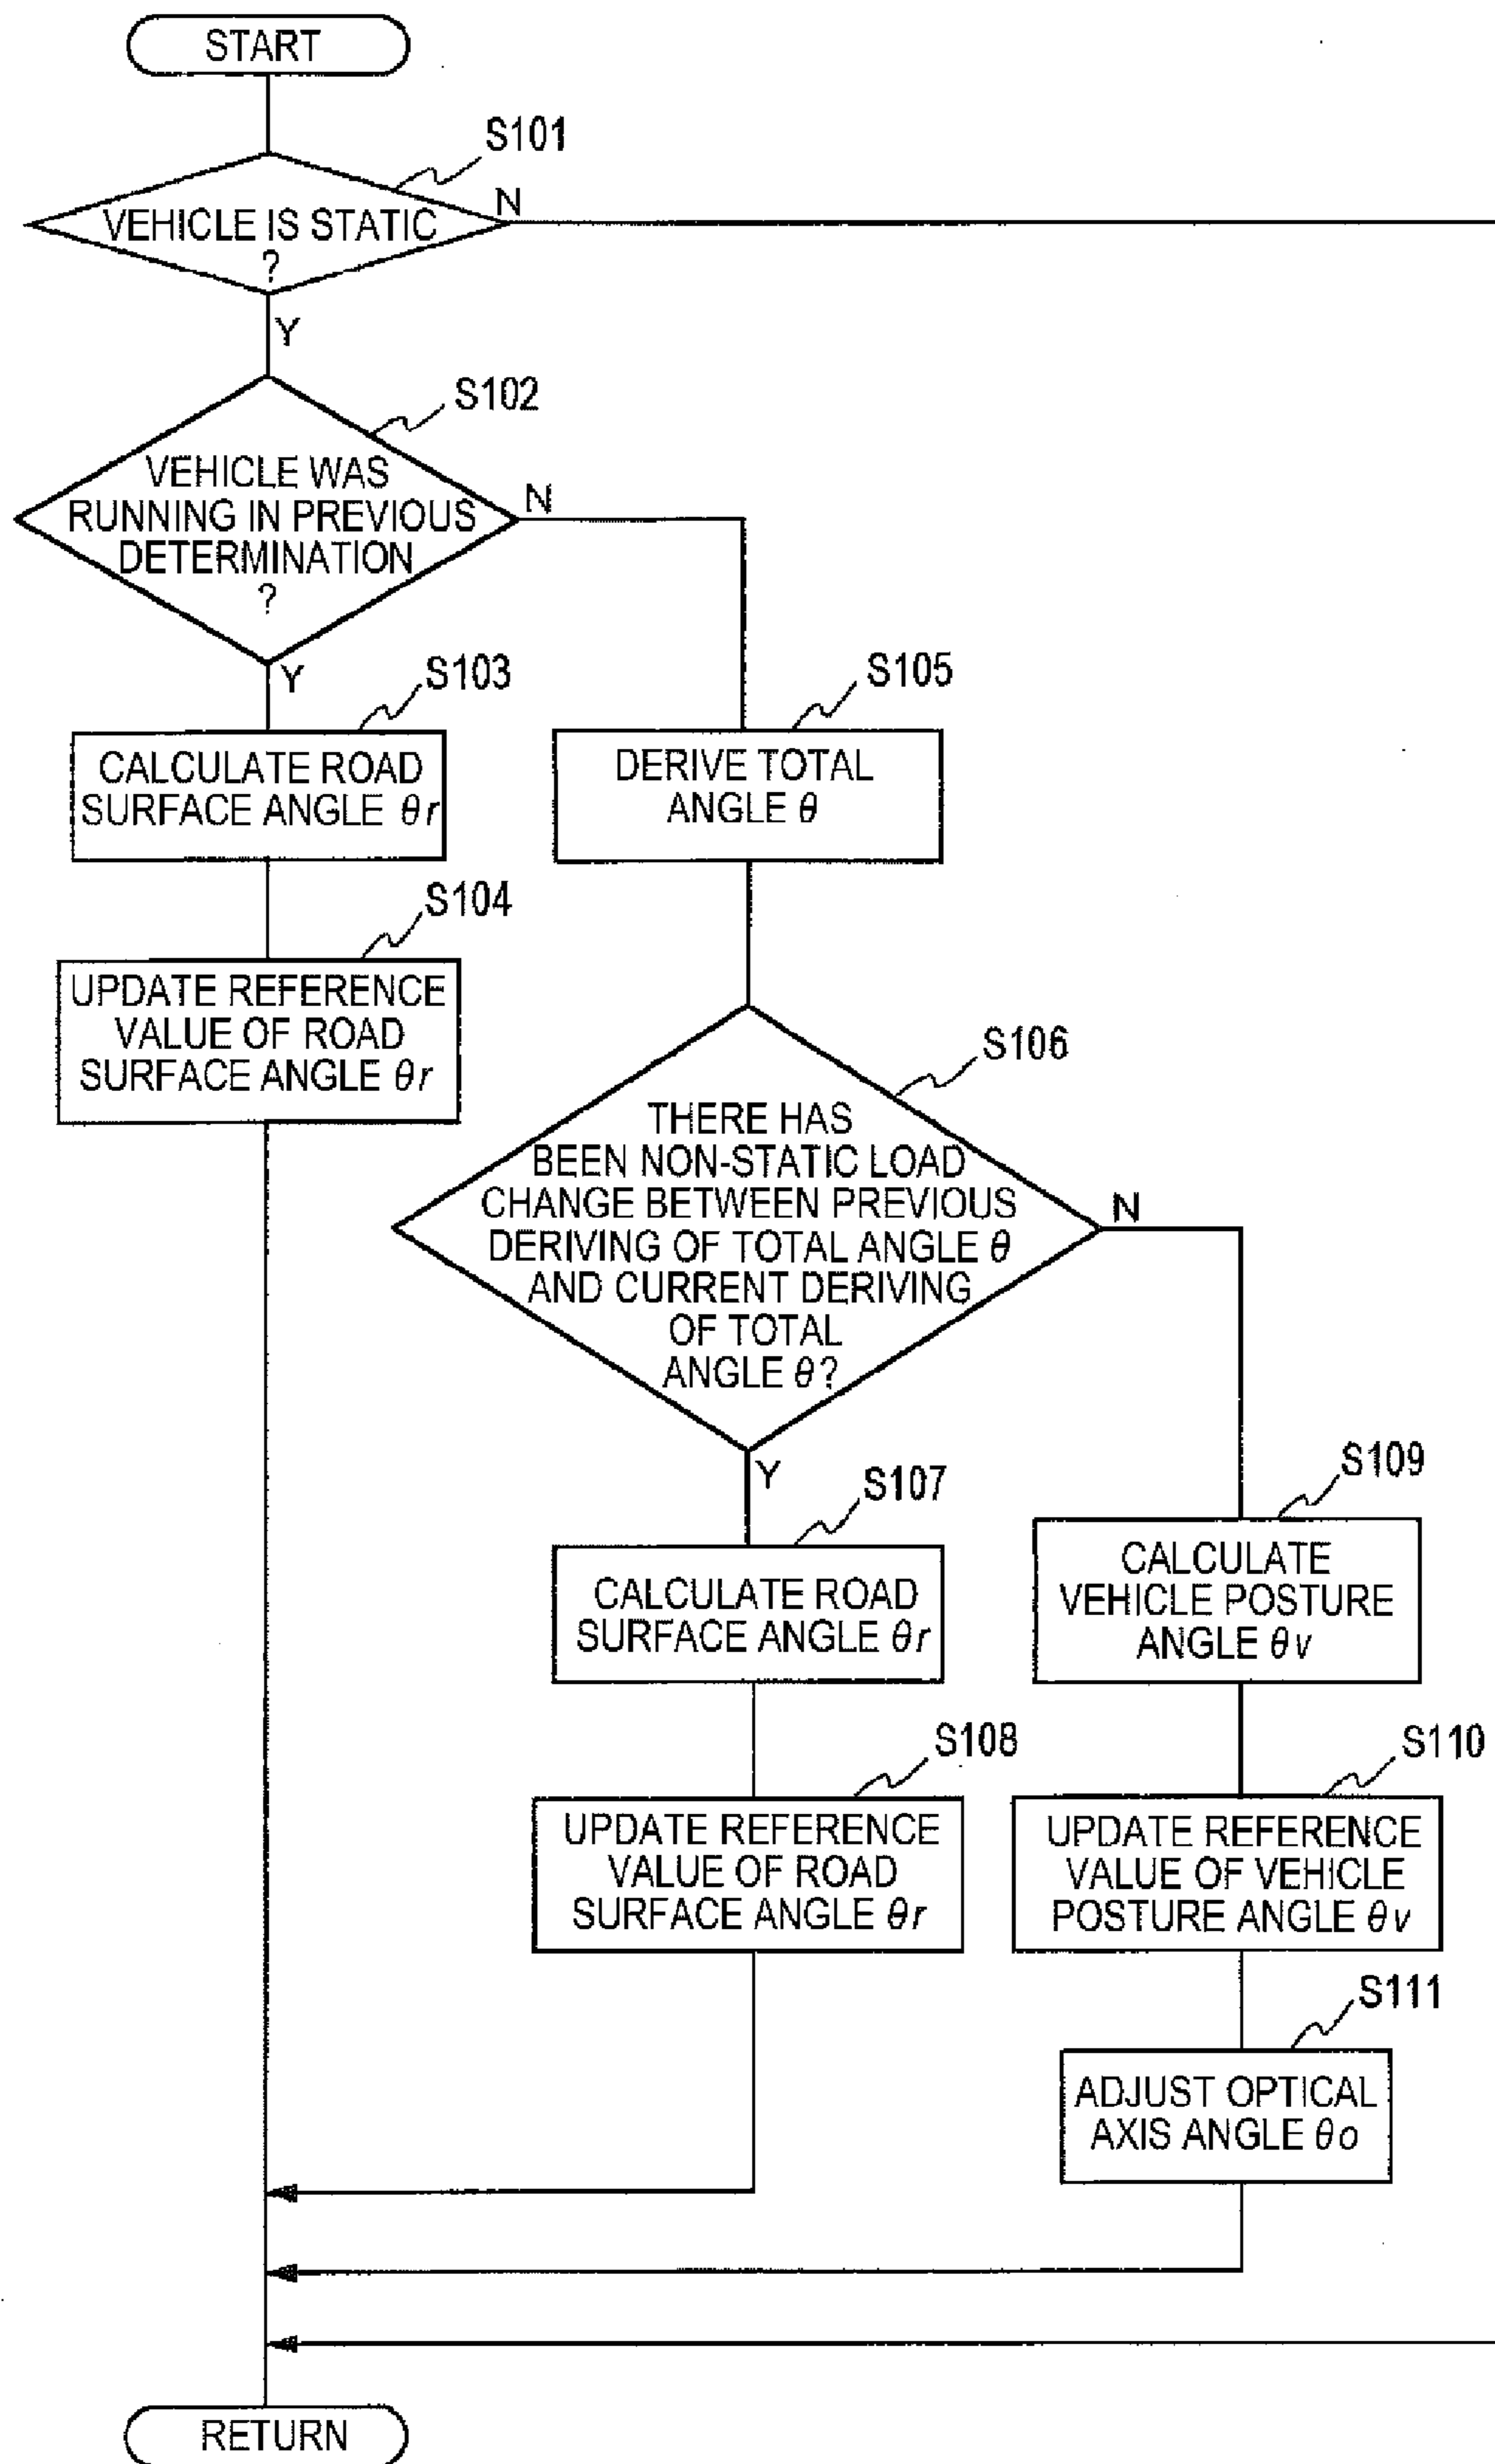 START
S101
VEHICLE IS STATIC
?
N
Y
S102
VEHICLE WAS
RUNNING IN PREVIOUS
DETERMINATION
?
N
Y
S103
CALCULATE ROAD
SURFACE ANGLE θr
S104
UPDATE REFERENCE
VALUE OF ROAD
SURFACE ANGLE θr
S105
DERIVE TOTAL
ANGLE θ
S106
THERE HAS
BEEN NON-STATIC LOAD
CHANGE BETWEEN PREVIOUS
DERIVING OF TOTAL ANGLE θ
AND CURRENT DERIVING
OF TOTAL
ANGLE θ?
N
Y
S107
CALCULATE ROAD
SURFACE ANGLE θr
S108
UPDATE REFERENCE
VALUE OF ROAD
SURFACE ANGLE θr
S109
CALCULATE
VEHICLE POSTURE
ANGLE θv
S110
UPDATE REFERENCE
VALUE OF VEHICLE
POSTURE ANGLE θv
S111
ADJUST OPTICAL
AXIS ANGLE θo
RETURN